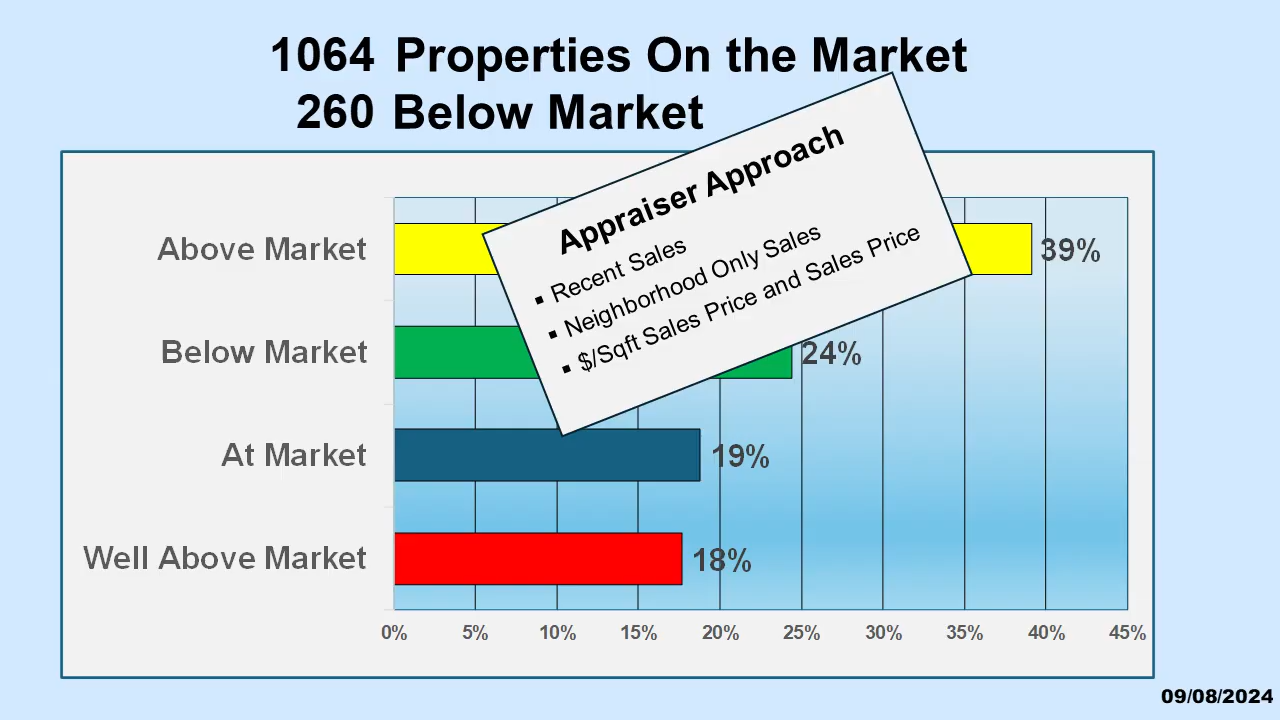 1064 Properties On the Market
260 Below Market
Appraiser Approach
▪ Recent Sales
▪ Neighborhood Only Sales
▪ $/Sqft Sales Price and Sales Price
Above Market 39%
Below Market 24%
At Market 19%
Well Above Market 18%
0% 5% 10% 15% 20% 25% 30% 35% 40% 45%
09/08/2024